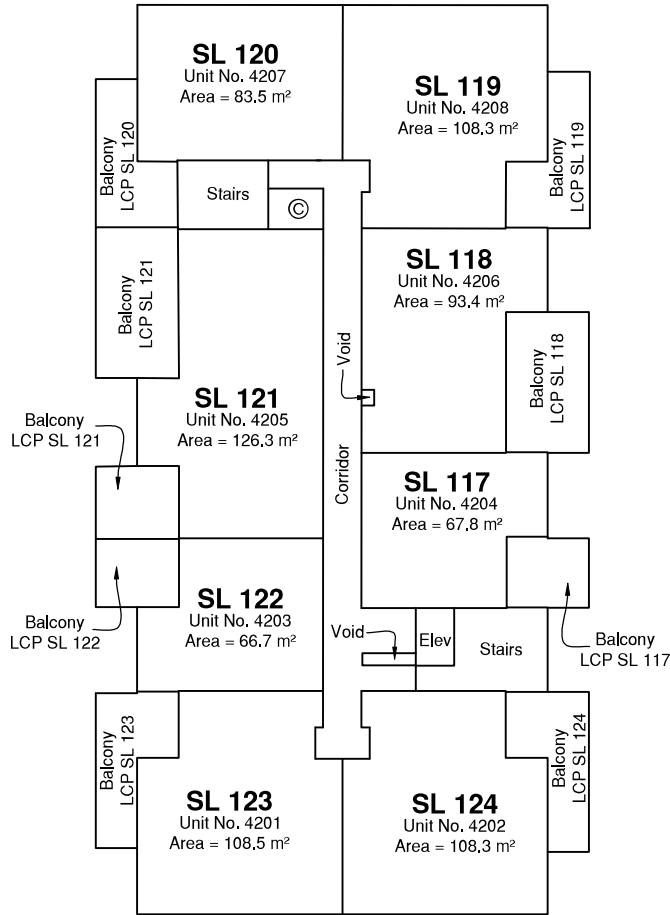 SL 120
Unit No. 4207
Area = 83.5 m²
SL 119
Unit No. 4208
Area = 108.3 m²
Balcony
LCP SL 120
Balcony
LCP SL 119
Stairs
©
Balcony
LCP SL 121
SL 118
Unit No. 4206
Area = 93.4 m²
Void
Balcony
LCP SL 118
SL 121
Unit No. 4205
Area = 126.3 m²
Balcony
LCP SL 121
Corridor
SL 117
Unit No. 4204
Area = 67.8 m²
SL 122
Unit No. 4203
Area = 66.7 m²
Balcony
LCP SL 122
Void
Elev
Stairs
Balcony
LCP SL 117
Balcony
LCP SL 123
Balcony
LCP SL 124
SL 123
Unit No. 4201
Area = 108.5 m²
SL 124
Unit No. 4202
Area = 108.3 m²